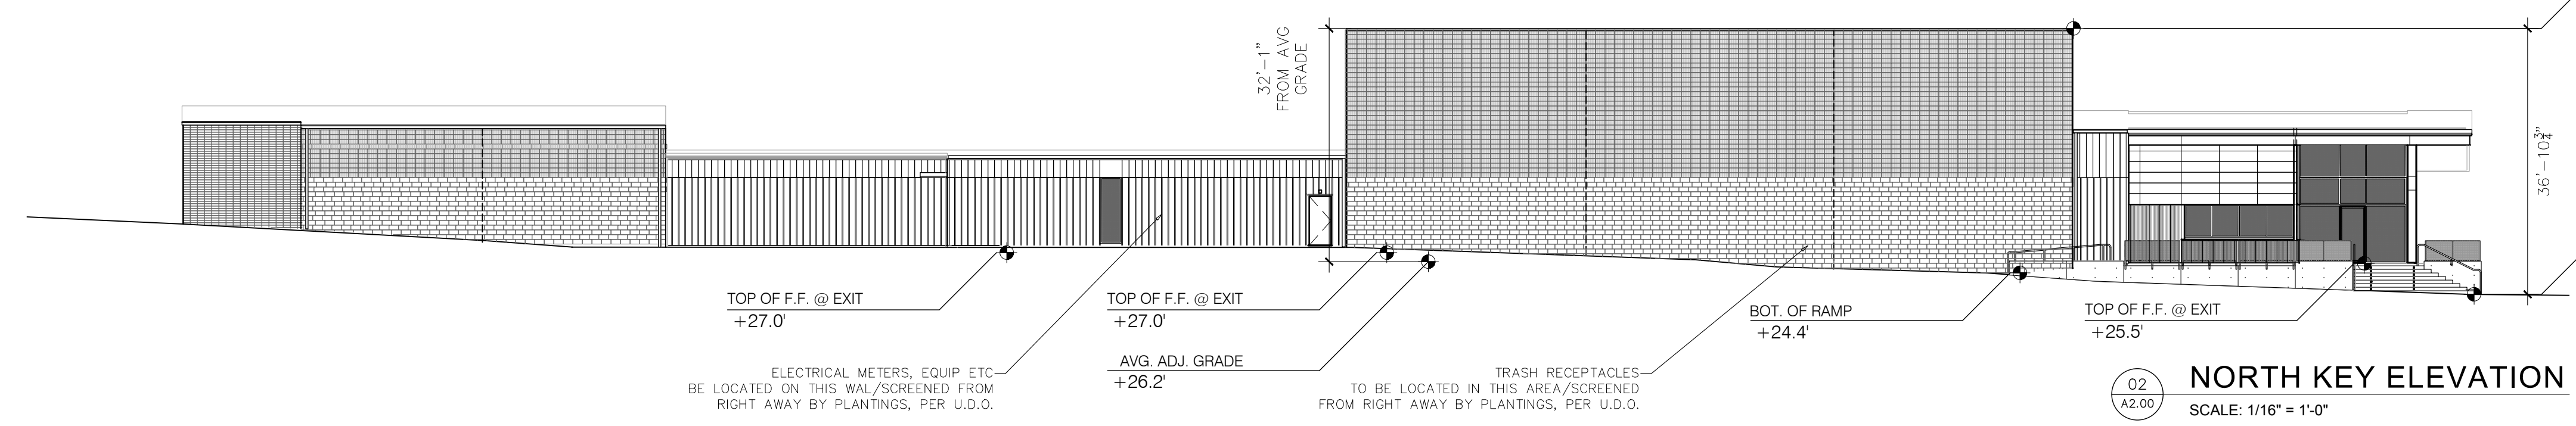 32'-1"
FROM AVG
GRADE
36'-10 3/4"
TOP OF F.F. @ EXIT
+27.0'
TOP OF F.F. @ EXIT
+27.0'
BOT. OF RAMP
+24.4'
TOP OF F.F. @ EXIT
+25.5'
AVG. ADJ. GRADE
+26.2'
ELECTRICAL METERS, EQUIP ETC
BE LOCATED ON THIS WAL/SCREENED FROM
RIGHT AWAY BY PLANTINGS, PER U.D.O.
TRASH RECEPTACLES
TO BE LOCATED IN THIS AREA/SCREENED
FROM RIGHT AWAY BY PLANTINGS, PER U.D.O.
02
A2.00
NORTH KEY ELEVATION
SCALE: 1/16" = 1'-0"